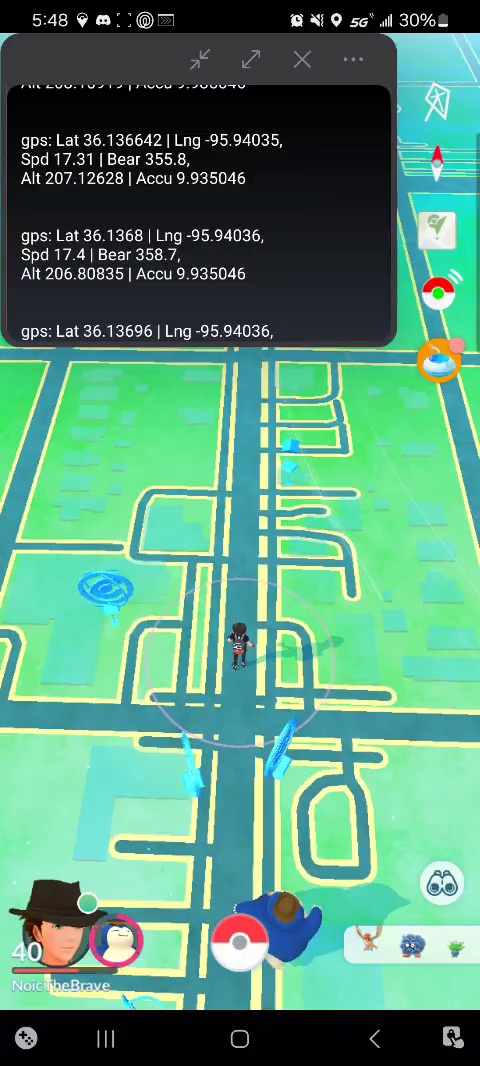 5:48
5G
30%
gps: Lat 36.136642 | Lng -95.94035,
Spd 17.31 | Bear 355.8,
Alt 207.12628 | Accu 9.935046
gps: Lat 36.1368 | Lng -95.94036,
Spd 17.4 | Bear 358.7,
Alt 206.80835 | Accu 9.935046
gps: Lat 36.13696 | Lng -95.94036,
40
NoicTheBrave